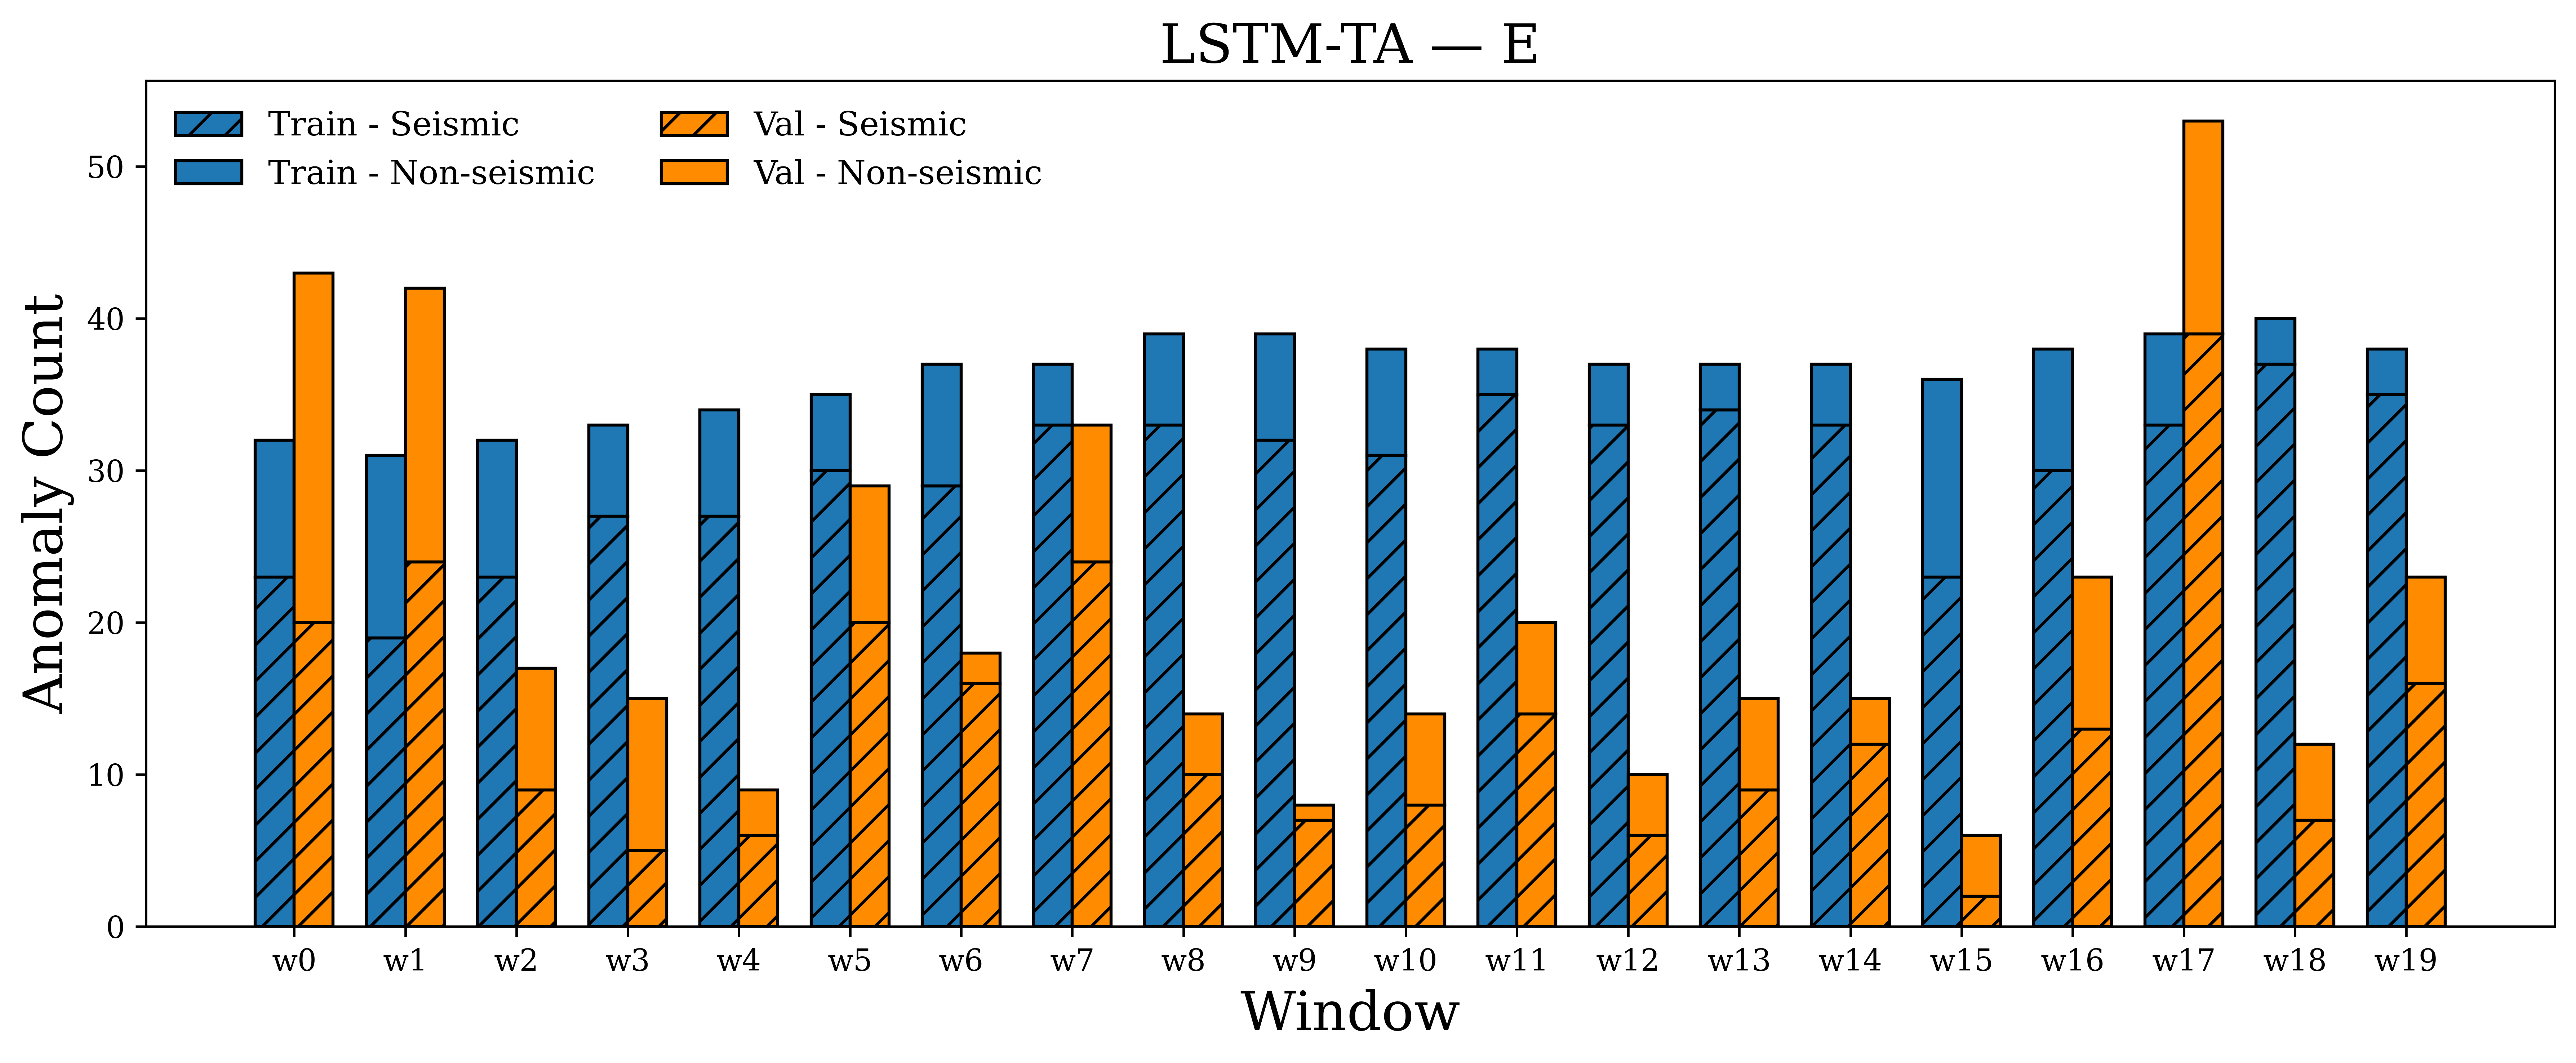 LSTM-TA — E
Train - Seismic
Train - Non-seismic
Val - Seismic
Val - Non-seismic
Anomaly Count
50
40
30
20
10
0
w0 w1 w2 w3 w4 w5 w6 w7 w8 w9 w10 w11 w12 w13 w14 w15 w16 w17 w18 w19
Window